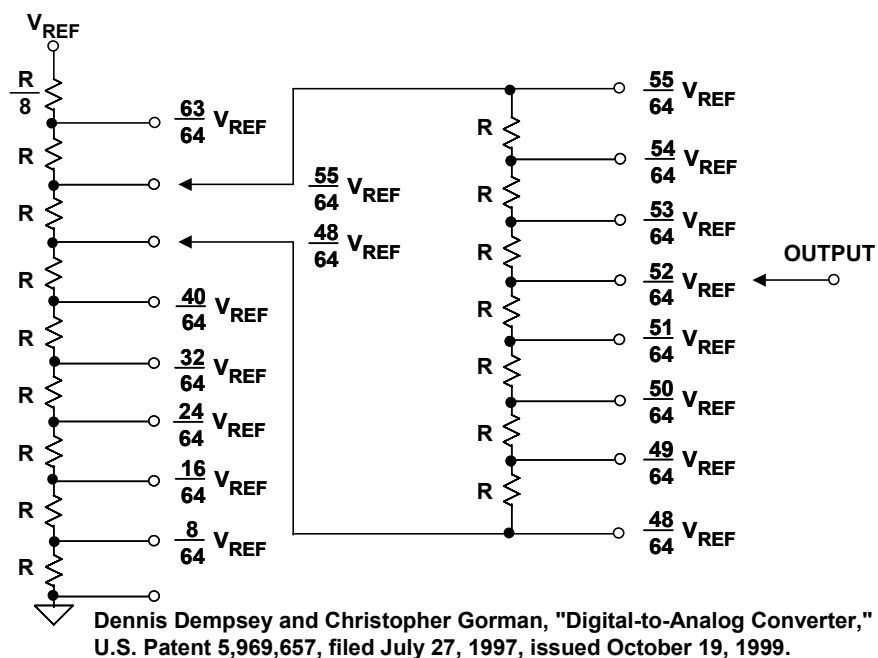 VREF
R
8
63
64 VREF
R
55
64 VREF
R
48
64 VREF
R
40
64 VREF
R
32
64 VREF
R
24
64 VREF
R
16
64 VREF
R
8
64 VREF
R
55
64 VREF
R
54
64 VREF
R
53
64 VREF
R
52
64 VREF
OUTPUT
R
51
64 VREF
R
50
64 VREF
R
49
64 VREF
R
48
64 VREF
Dennis Dempsey and Christopher Gorman, "Digital-to-Analog Converter,"
U.S. Patent 5,969,657, filed July 27, 1997, issued October 19, 1999.